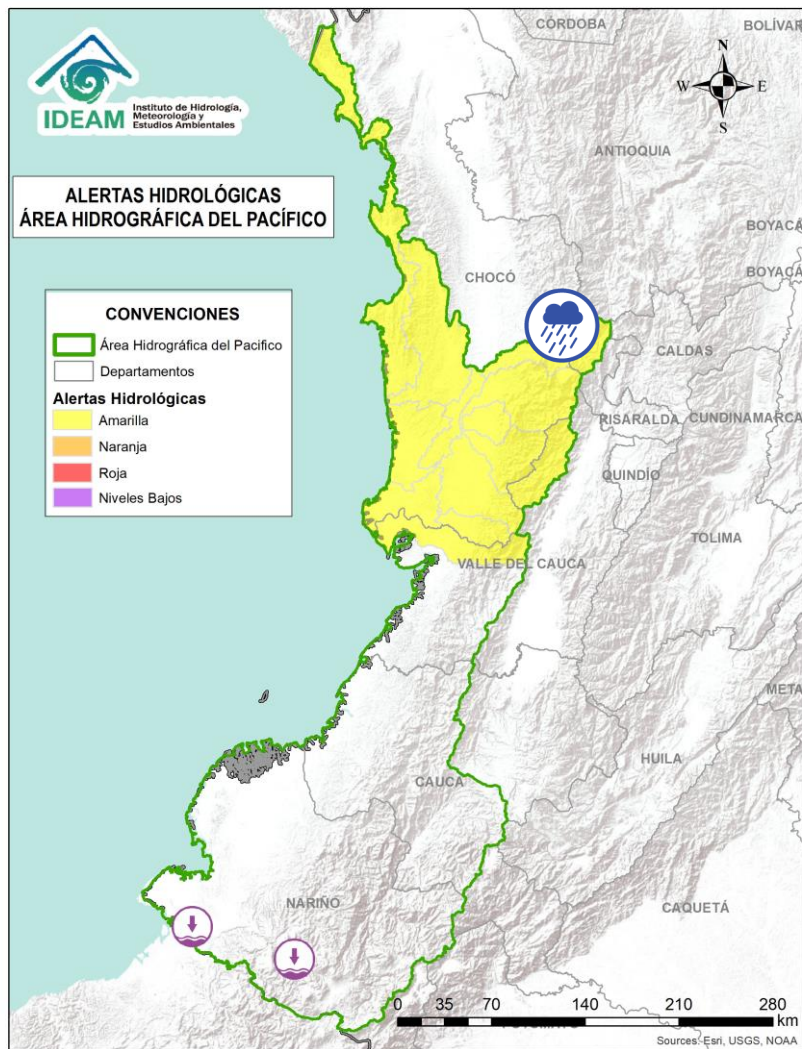 IDEAM
Instituto de Hidrología,
Meteorología y
Estudios Ambientales
ALERTAS HIDROLÓGICAS
ÁREA HIDROGRÁFICA DEL PACÍFICO
CONVENCIONES
Área Hidrográfica del Pacifico
Departamentos
Alertas Hidrológicas
Amarilla
Naranja
Roja
Niveles Bajos
N
W
E
S
CÓRDOBA
BOLÍVAR
ANTIOQUIA
BOYACÁ
BOYACÁ
CHOCÓ
CALDAS
RISARALDA
CUNDINAMARCA
QUINDÍO
TOLIMA
VALLE DEL CAUCA
META
HUILA
CAUCA
NARIÑO
CAQUETÁ
0 35 70 140 210 280
km
Sources: Esri, USGS, NOAA